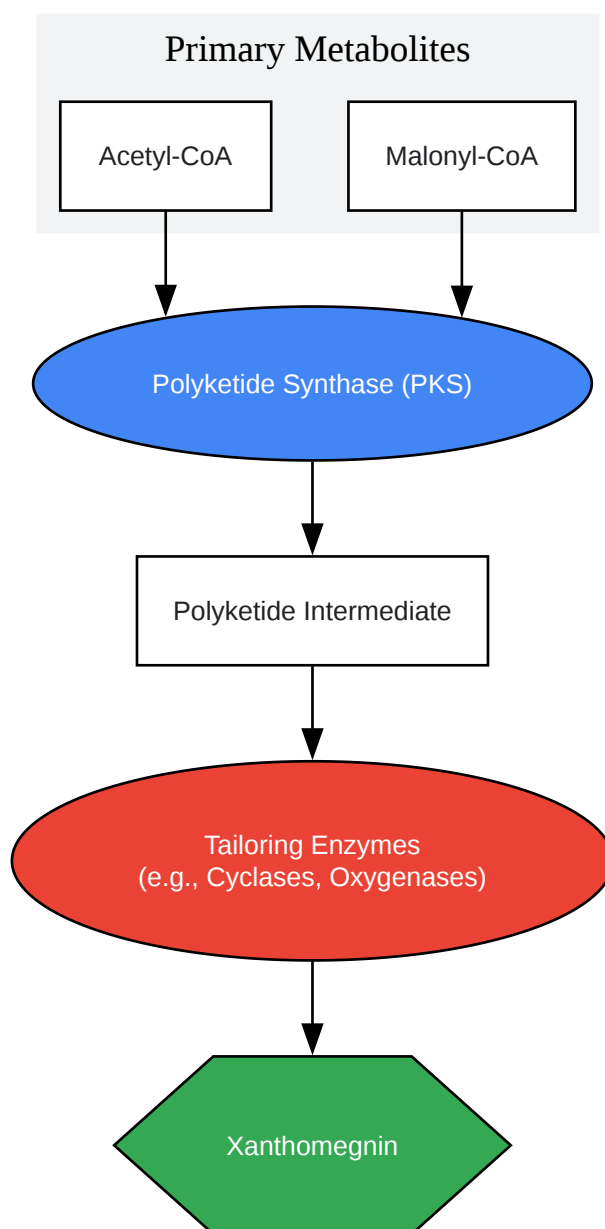 Primary Metabolites
Acetyl-CoA
Malonyl-CoA
Polyketide Synthase (PKS)
Polyketide Intermediate
Tailoring Enzymes
(e.g., Cyclases, Oxygenases)
Xanthomegnin